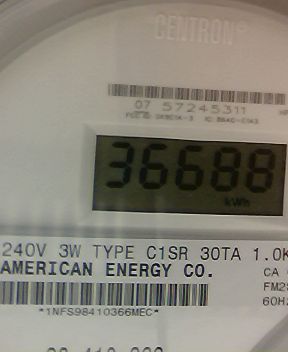 CENTRON®
07 57245311
36688
kWh
240V 3W TYPE C1SR 30TA 1.0K
AMERICAN ENERGY CO.
CA
FM2S
60HZ
*1NFS98410366MEC*